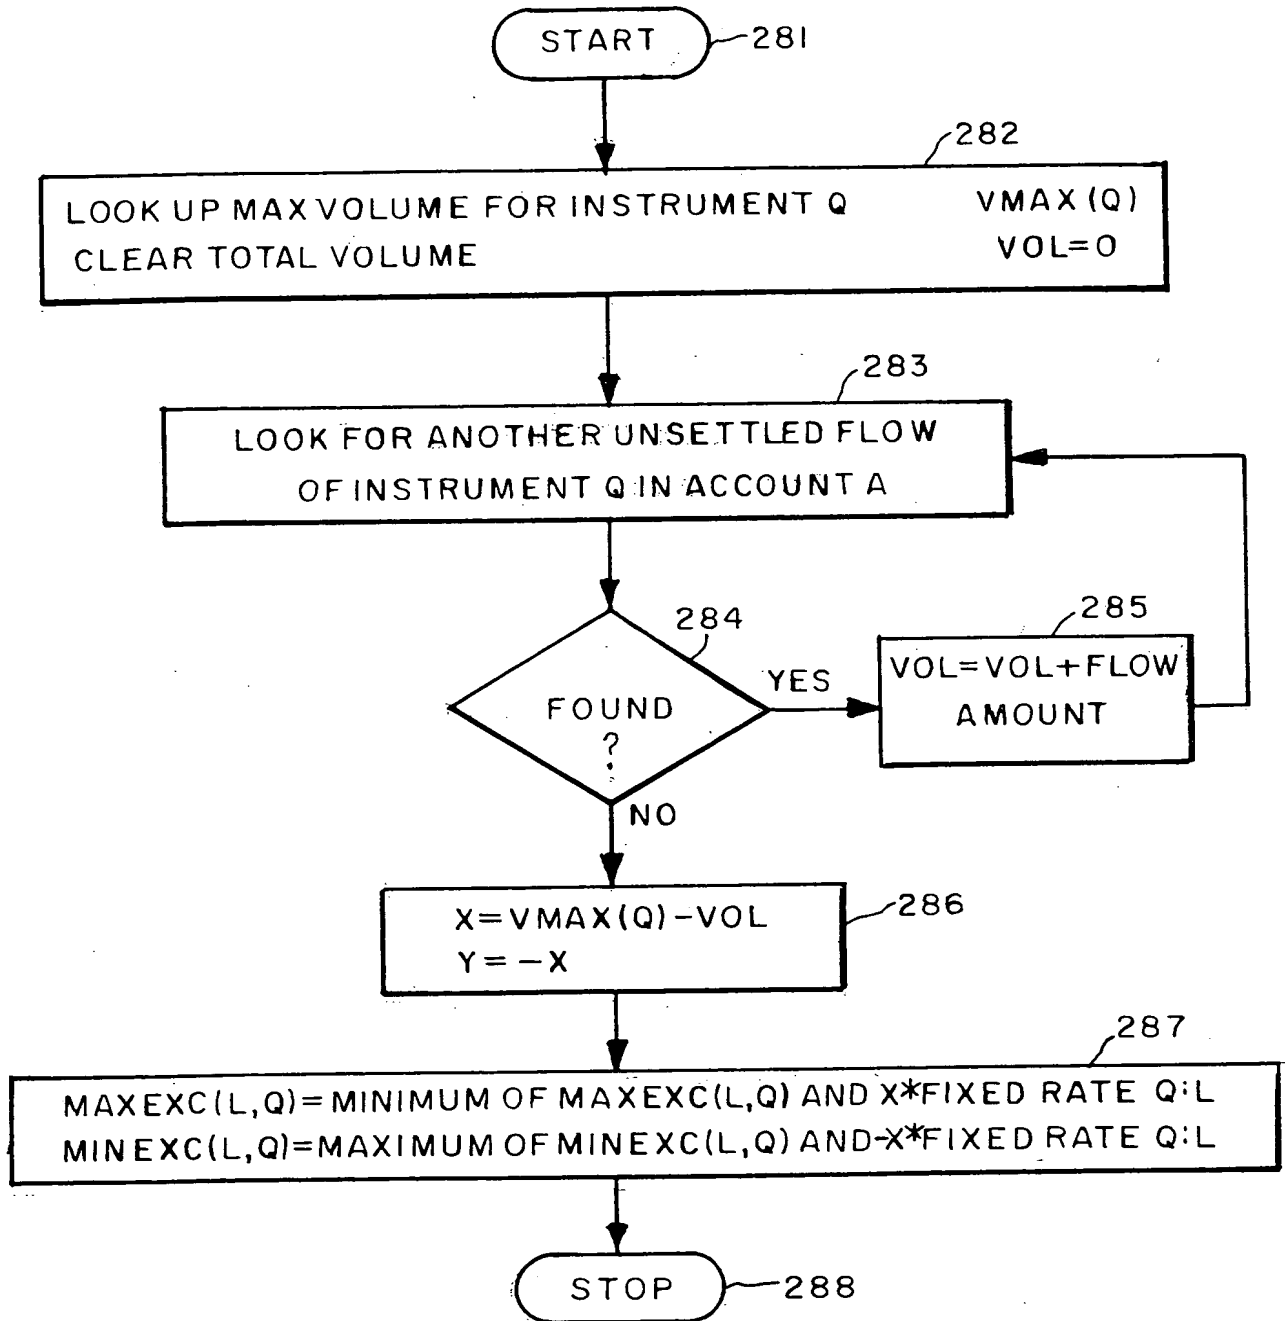 START
281
282
LOOK UP MAX VOLUME FOR INSTRUMENT Q VMAX (Q)
CLEAR TOTAL VOLUME VOL=0
283
LOOK FOR ANOTHER UNSETTLED FLOW
OF INSTRUMENT Q IN ACCOUNT A
284
FOUND
?
YES
285
VOL=VOL+FLOW
AMOUNT
NO
286
X=VMAX(Q)-VOL
Y=-X
287
MAXEXC(L,Q)=MINIMUM OF MAXEXC(L,Q) AND X*FIXED RATE Q:L
MINEXC(L,Q)=MAXIMUM OF MINEXC(L,Q) AND-X*FIXED RATE Q:L
STOP
288